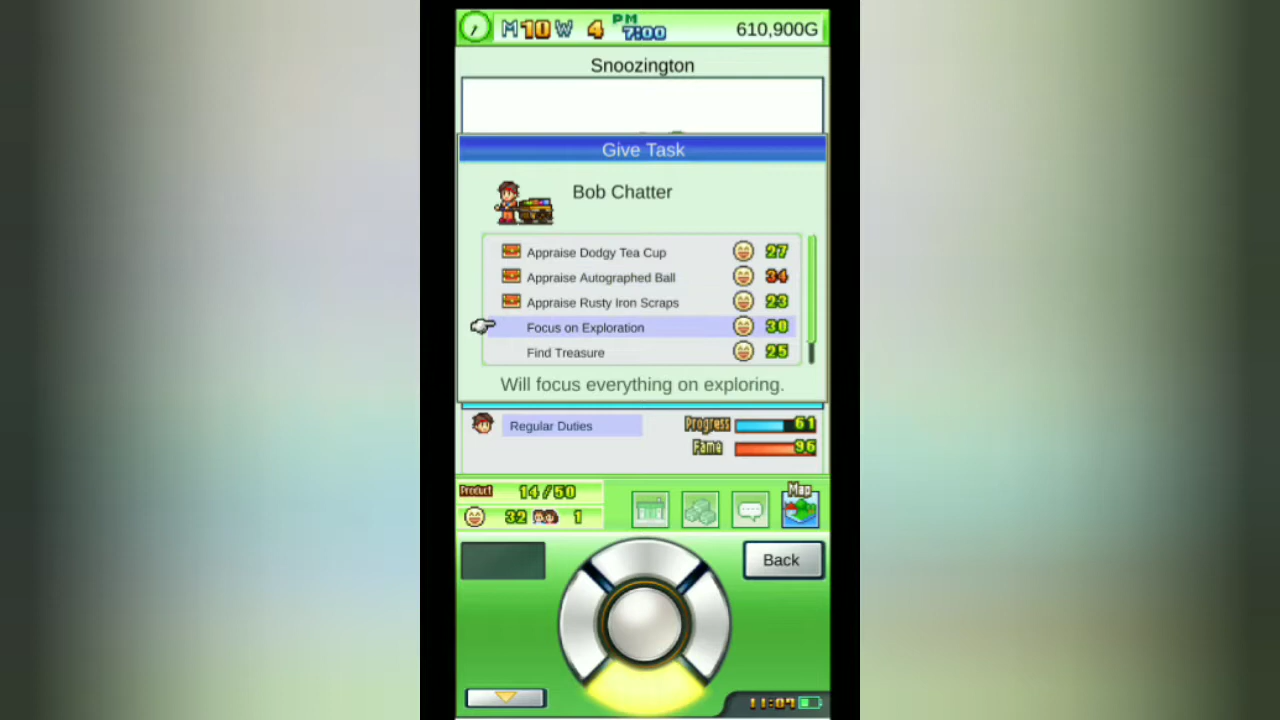 M 10 W 4 PM 7:00 610,900G
Snoozington
Give Task
Bob Chatter
Appraise Dodgy Tea Cup 27
Appraise Autographed Ball 34
Appraise Rusty Iron Scraps 23
Focus on Exploration 30
Find Treasure 25
Will focus everything on exploring.
Regular Duties Progress 61
Fame 96
Product 14/50 Map
32 1
Back
11:07